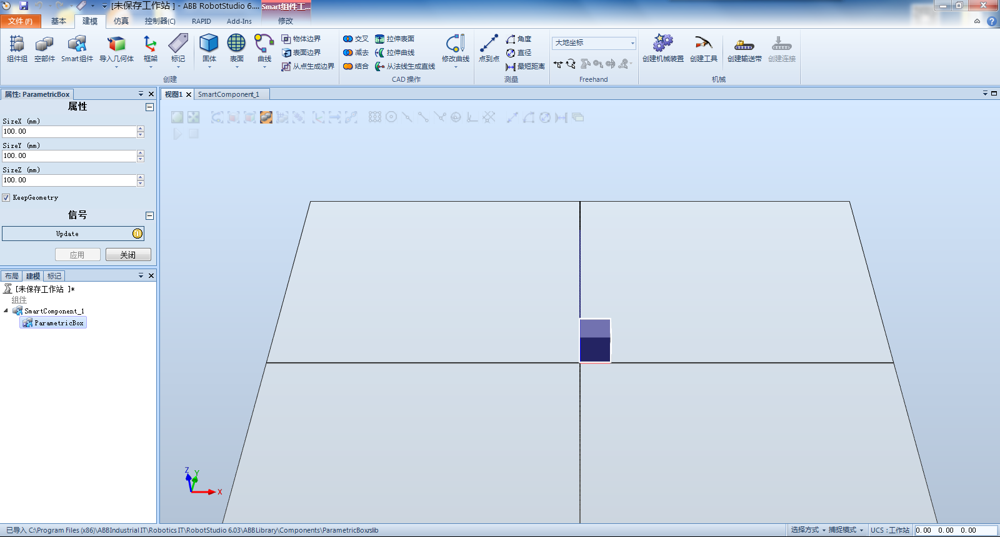 [未保存工作站 ] - ABB RobotStudio 6....
Smart组件工...
文件 (F)
基本
建模
仿真
控制器(C)
RAPID
Add-Ins
修改
组件组
空部件
Smart组件
导入几何体
框架
标记
固体
表面
曲线
物体边界
表面边界
从点生成边界
创建
交叉
减去
结合
拉伸表面
拉伸曲线
从法线生成直线
修改曲线
CAD 操作
点到点
角度
直径
最短距离
测量
大地坐标
Freehand
创建机械装置
创建工具
创建输送带
创建连接
机械
属性: ParametricBox
属性
SizeX (mm)
100.00
SizeY (mm)
100.00
SizeZ (mm)
100.00
KeepGeometry
信号
Update
1
应用
关闭
布局
建模
标记
[未保存工作站 ]*
组件
SmartComponent_1
ParametricBox
视图1
SmartComponent_1
Z
Y
X
已导入 C:\Program Files (x86)\ABB Industrial IT\Robotics IT\RobotStudio 6.03\ABB Library\Components\ParametricBox.rslib
选择方式
捕捉模式
UCS : 工作站
0.00 0.00 0.00